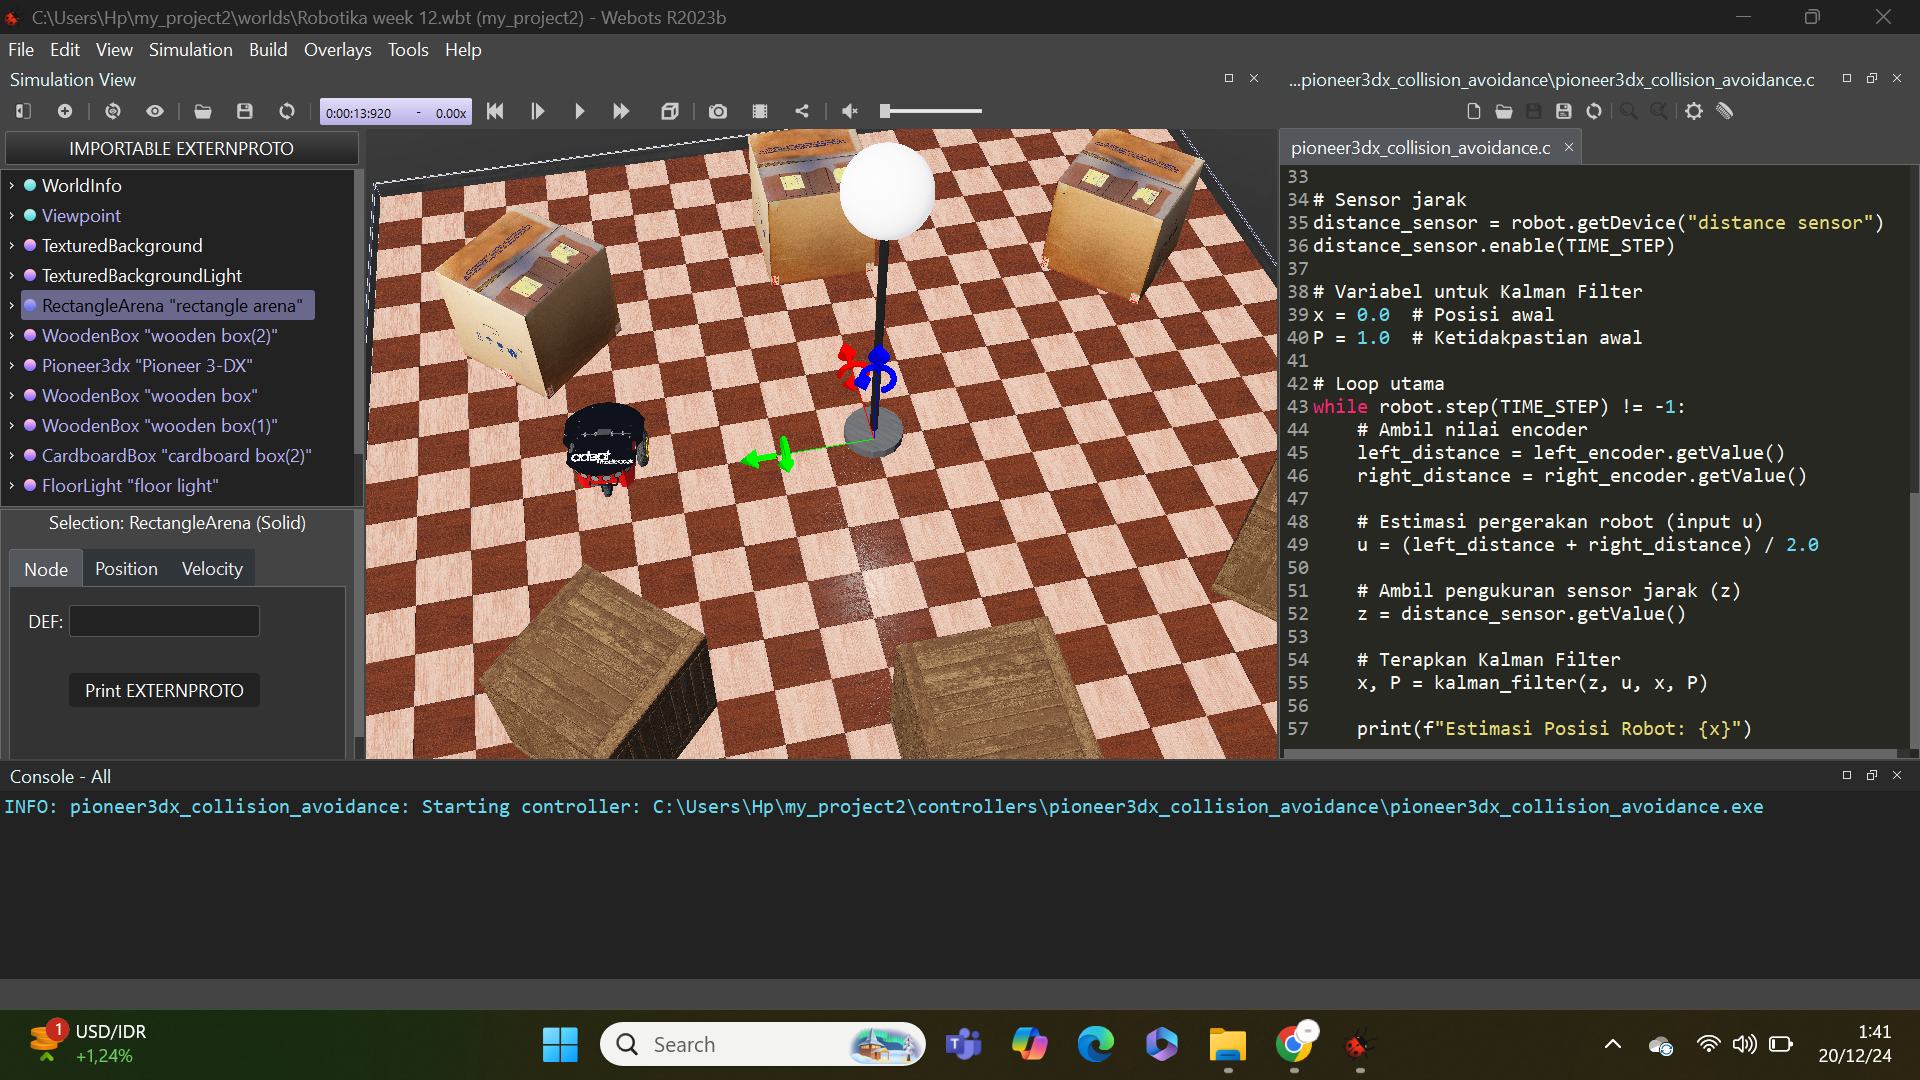 C:\Users\Hp\my_project2\worlds\Robotika week 12.wbt (my_project2) - Webots R2023b
File Edit View Simulation Build Overlays Tools Help
Simulation View
...pioneer3dx_collision_avoidance\pioneer3dx_collision_avoidance.c
0:00:13:920 - 0.00x
IMPORTABLE EXTERNPROTO
WorldInfo
Viewpoint
TexturedBackground
TexturedBackgroundLight
RectangleArena "rectangle arena"
WoodenBox "wooden box(2)"
Pioneer3dx "Pioneer 3-DX"
WoodenBox "wooden box"
WoodenBox "wooden box(1)"
CardboardBox "cardboard box(2)"
FloorLight "floor light"
Selection: RectangleArena (Solid)
Node Position Velocity
DEF:
Print EXTERNPROTO
adept
pioneer3dx_collision_avoidance.c
33
34 # Sensor jarak
35 distance_sensor = robot.getDevice("distance sensor")
36 distance_sensor.enable(TIME_STEP)
37
38 # Variabel untuk Kalman Filter
39 x = 0.0  # Posisi awal
40 P = 1.0  # Ketidakpastian awal
41
42 # Loop utama
43 while robot.step(TIME_STEP) != -1:
44     # Ambil nilai encoder
45     left_distance = left_encoder.getValue()
46     right_distance = right_encoder.getValue()
47
48     # Estimasi pergerakan robot (input u)
49     u = (left_distance + right_distance) / 2.0
50
51     # Ambil pengukuran sensor jarak (z)
52     z = distance_sensor.getValue()
53
54     # Terapkan Kalman Filter
55     x, P = kalman_filter(z, u, x, P)
56
57     print(f"Estimasi Posisi Robot: {x}")
Console - All
INFO: pioneer3dx_collision_avoidance: Starting controller: C:\Users\Hp\my_project2\controllers\pioneer3dx_collision_avoidance\pioneer3dx_collision_avoidance.exe
1
USD/IDR
+1,24%
Search
1:41
20/12/24